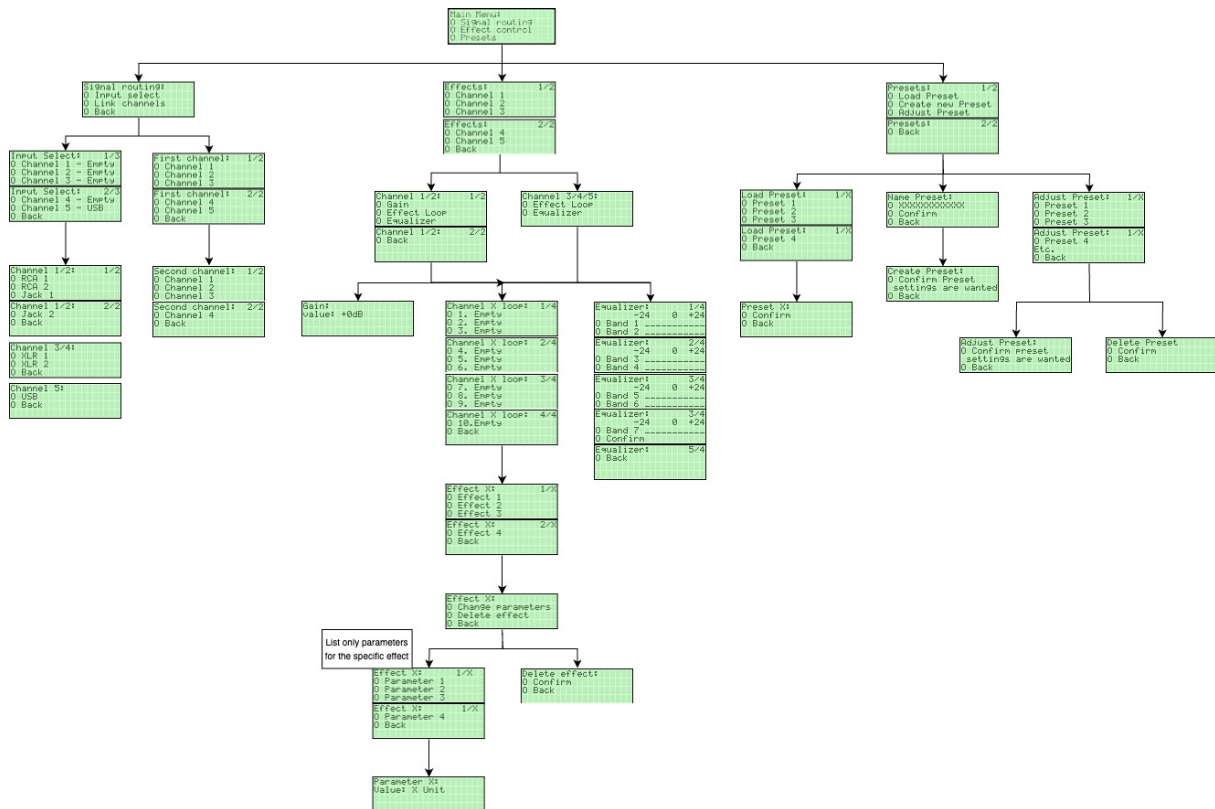 Main Menu:
O Signal routing
O Effect control
O Presets
Signal routing:
O Input select
O Link channels
O Back
Input Select: 1/3
O Channel 1 - Empty
O Channel 2 - Empty
O Channel 3 - Empty
Input Select: 2/3
O Channel 4 - Empty
O Channel 5 - USB
O Back
Channel 1/2: 1/2
O RCA 1
O RCA 2
O Jack 1
Channel 1/2: 2/2
O Jack 2
O Back
Channel 3/4:
O XLR 1
O XLR 2
O Back
Channel 5:
O USB
O Back
First channel: 1/2
O Channel 1
O Channel 2
O Channel 3
First channel: 2/2
O Channel 4
O Channel 5
O Back
Second channel: 1/2
O Channel 1
O Channel 2
O Channel 3
Second channel: 2/2
O Channel 4
O Back
Effects: 1/2
O Channel 1
O Channel 2
O Channel 3
Effects: 2/2
O Channel 4
O Channel 5
O Back
Channel 1/2: 1/2
O Gain
O Effect Loop
O Equalizer
Channel 1/2: 2/2
O Back
Channel 3/4/5:
O Effect Loop
O Equalizer
Gain:
value: +0dB
Channel X loop: 1/4
O 1. Empty
O 2. Empty
O 3. Empty
Channel X loop: 2/4
O 4. Empty
O 5. Empty
O 6. Empty
Channel X loop: 3/4
O 7. Empty
O 8. Empty
O 9. Empty
Channel X loop: 4/4
O 10.Empty
O Back
Equalizer: 1/4
-24 0 +24
O Band 1 ____________
O Band 2 ____________
Equalizer: 2/4
-24 0 +24
O Band 3 ____________
O Band 4 ____________
Equalizer: 3/4
-24 0 +24
O Band 5 ____________
O Band 6 ____________
Equalizer: 3/4
-24 0 +24
O Band 7 ____________
O Confirm
Equalizer: 5/4
O Back
Effect X: 1/X
O Effect 1
O Effect 2
O Effect 3
Effect X: 2/X
O Effect 4
O Back
Effect X:
O Change parameters
O Delete effect
O Back
List only parameters
for the specific effect
Effect X: 1/X
O Parameter 1
O Parameter 2
O Parameter 3
Effect X: 1/X
O Parameter 4
O Back
Parameter X:
Value: X Unit
Delete effect:
O Confirm
O Back
Presets: 1/2
O Load Preset
O Create new Preset
O Adjust Preset
Presets: 2/2
O Back
Load Preset: 1/X
O Preset 1
O Preset 2
O Preset 3
Load Preset: 1/X
O Preset 4
O Back
Preset X:
O Confirm
O Back
Name Preset:
O XXXXXXXXXXXX
O Confirm
O Back
Create Preset:
O Confirm Preset
settings are wanted
O Back
Adjust Preset: 1/X
O Preset 1
O Preset 2
O Preset 3
Adjust Preset: 1/X
O Preset 4
Etc.
O Back
Adjust Preset:
O Confirm preset
settings are wanted
O Back
Delete Preset
O Confirm
O Back